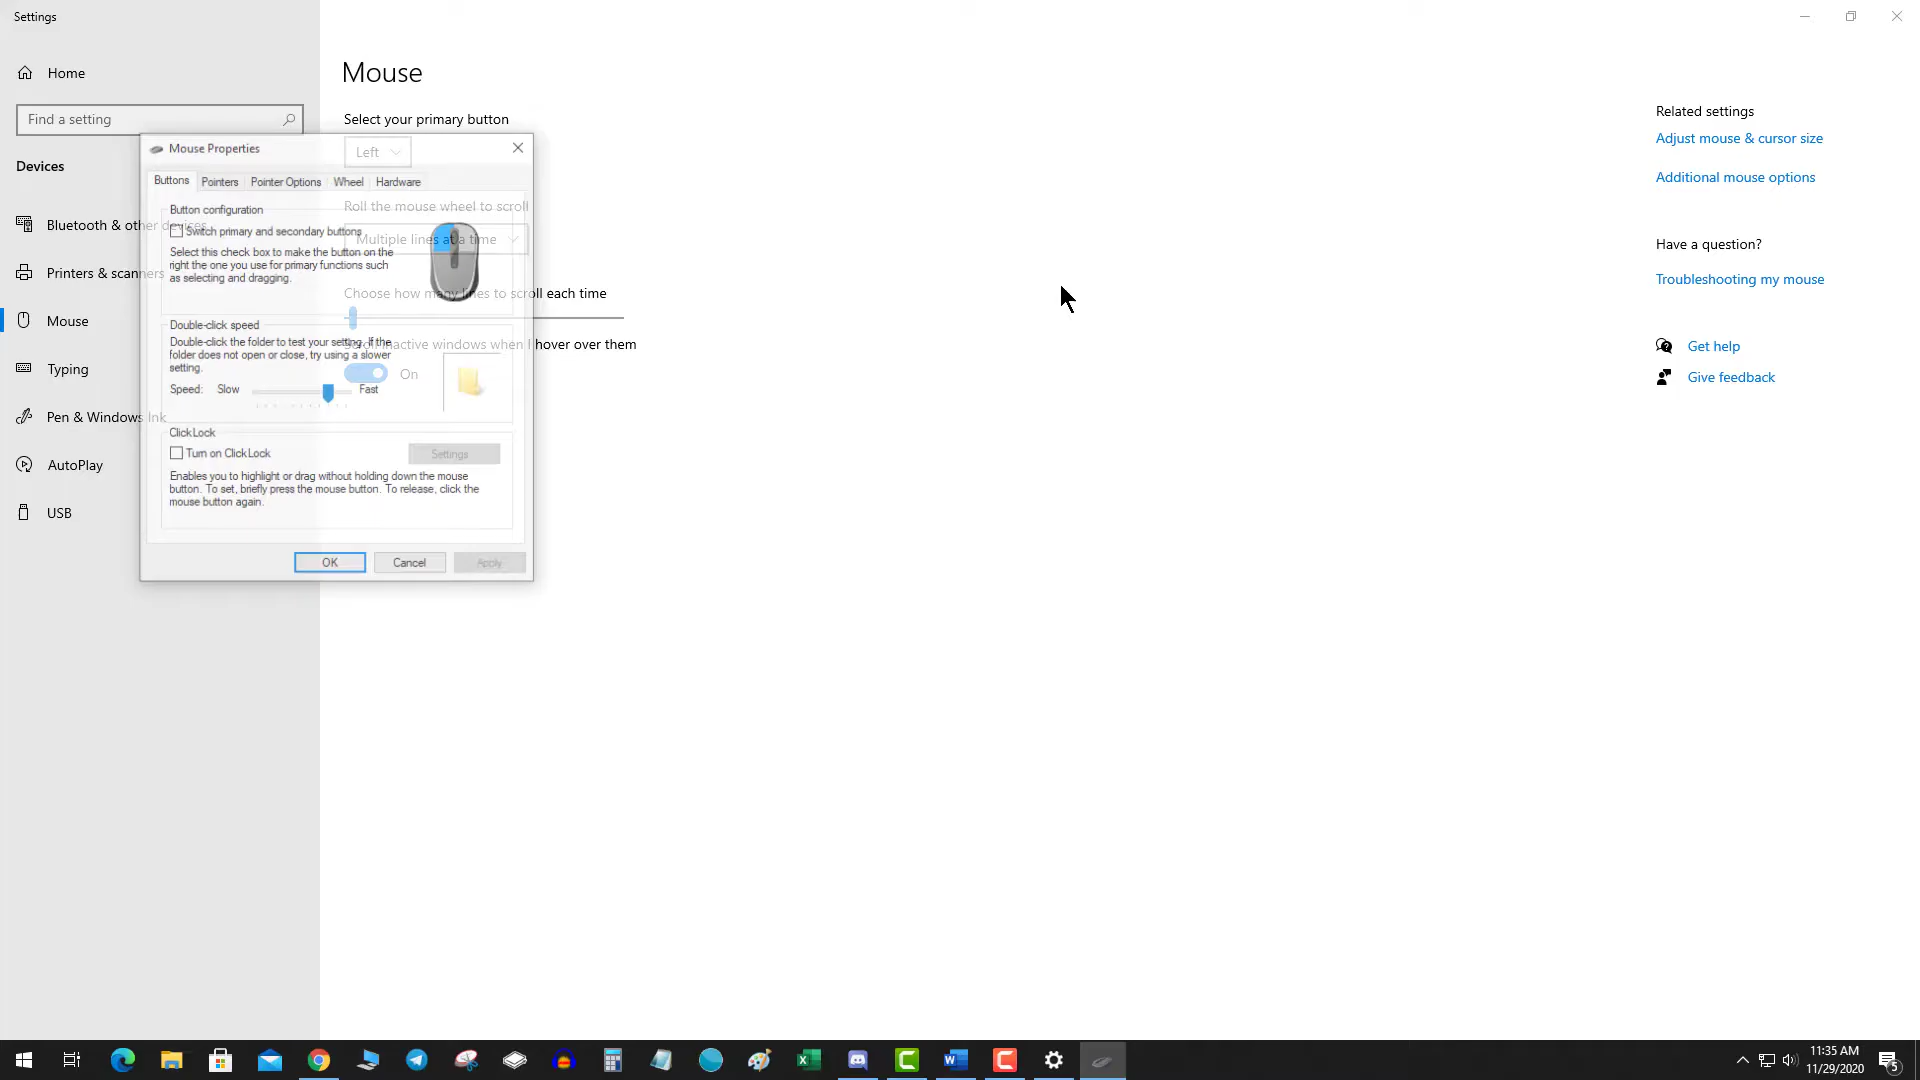 Settings
Home
Find a setting
Devices
Bluetooth & other devices
Printers & scanners
Mouse
Typing
Pen & Windows Ink
AutoPlay
USB
Mouse
Select your primary button
Left
Roll the mouse wheel to scroll
Multiple lines at a time
Choose how many lines to scroll each time
Scroll inactive windows when I hover over them
On
Mouse Properties
Buttons
Pointers
Pointer Options
Wheel
Hardware
Button configuration
Switch primary and secondary buttons
Select this check box to make the button on the
right the one you use for primary functions such
as selecting and dragging.
Double-click speed
Double-click the folder to test your setting. If the
folder does not open or close, try using a slower
setting.
Speed: Slow Fast
ClickLock
Turn on ClickLock
Settings
Enables you to highlight or drag without holding down the mouse
button. To set, briefly press the mouse button. To release, click the
mouse button again.
OK
Cancel
Apply
Related settings
Adjust mouse & cursor size
Additional mouse options
Have a question?
Troubleshooting my mouse
Get help
Give feedback
11:35 AM
11/29/2020
5